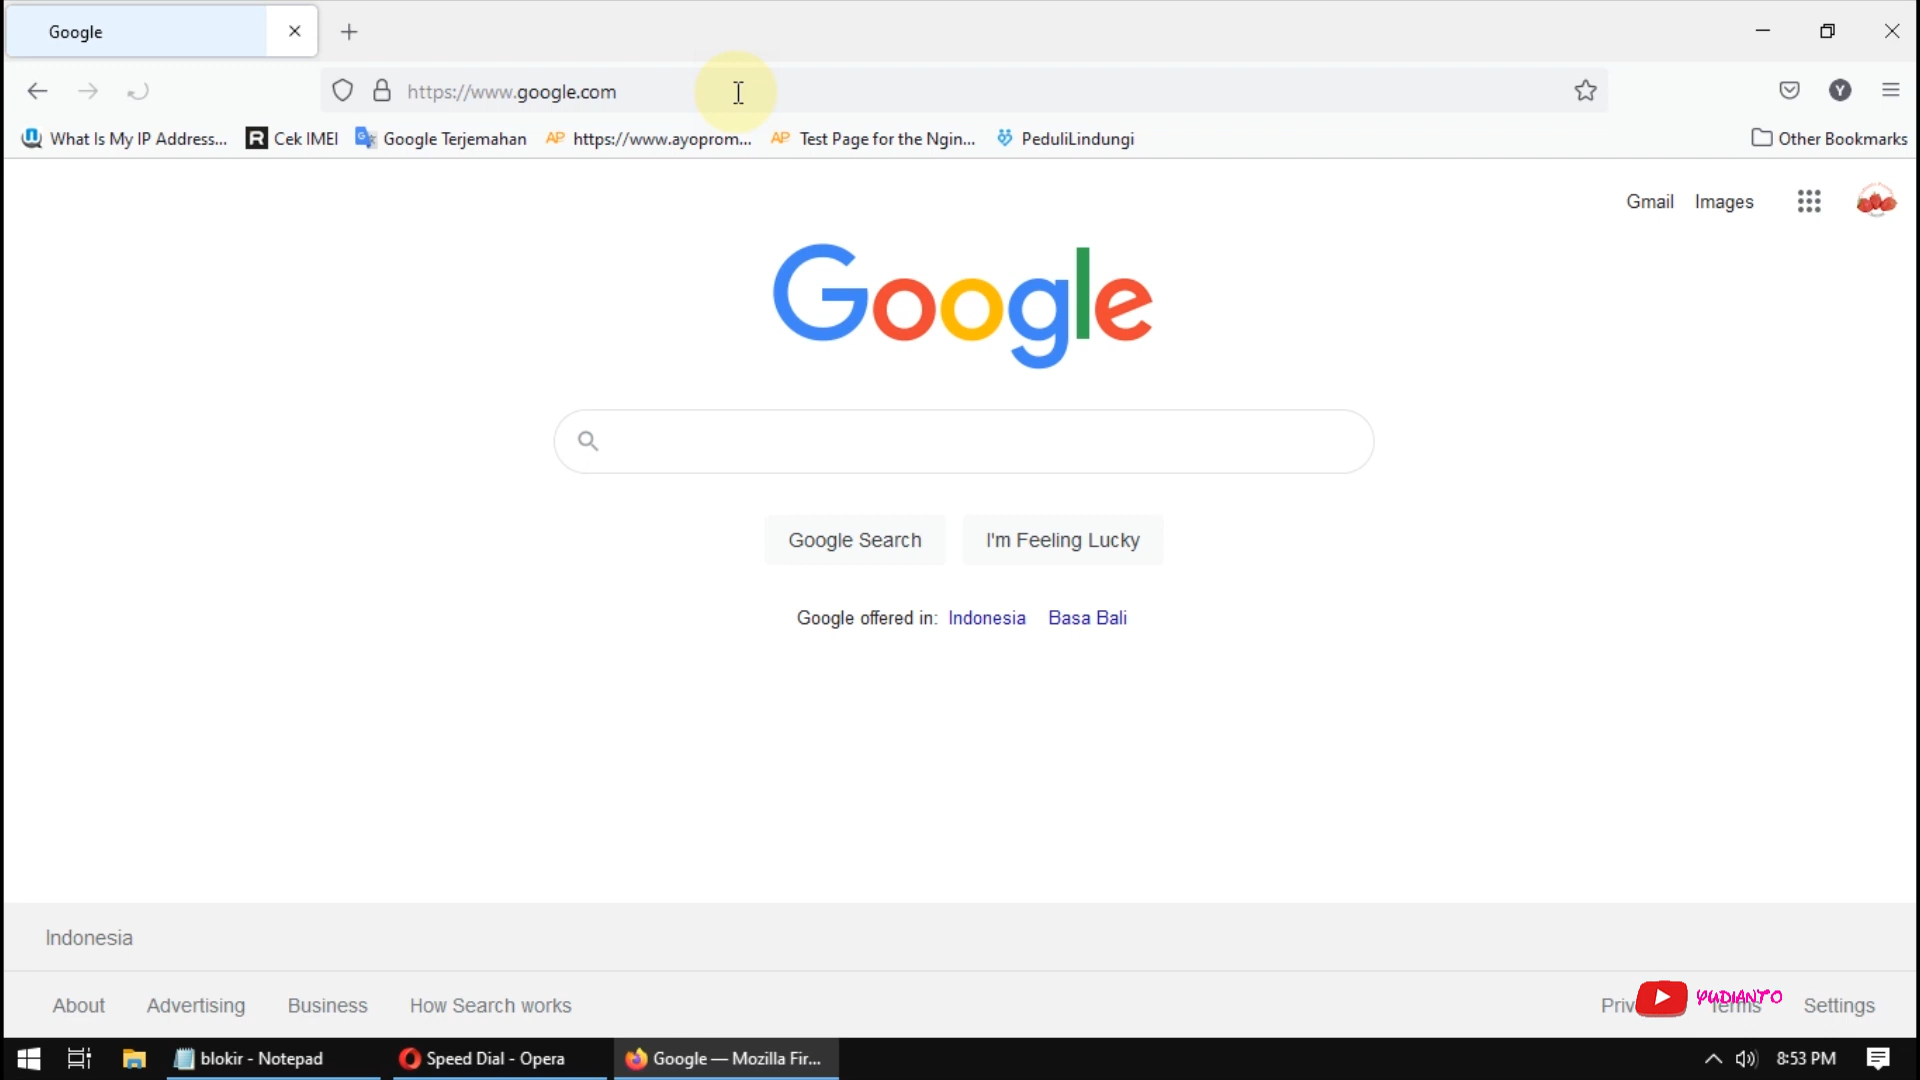 Google
https://www.google.com
Y
What Is My IP Address...
R Cek IMEI
Google Terjemahan
AP https://www.ayoprom...
AP Test Page for the Ngin...
PeduliLindungi
Other Bookmarks
Gmail Images
Google
Google Search I'm Feeling Lucky
Google offered in: Indonesia Basa Bali
Indonesia
About Advertising Business How Search works
Terms Settings
YUDIANTO
blokir - Notepad
Speed Dial - Opera
Google — Mozilla Fir...
8:53 PM